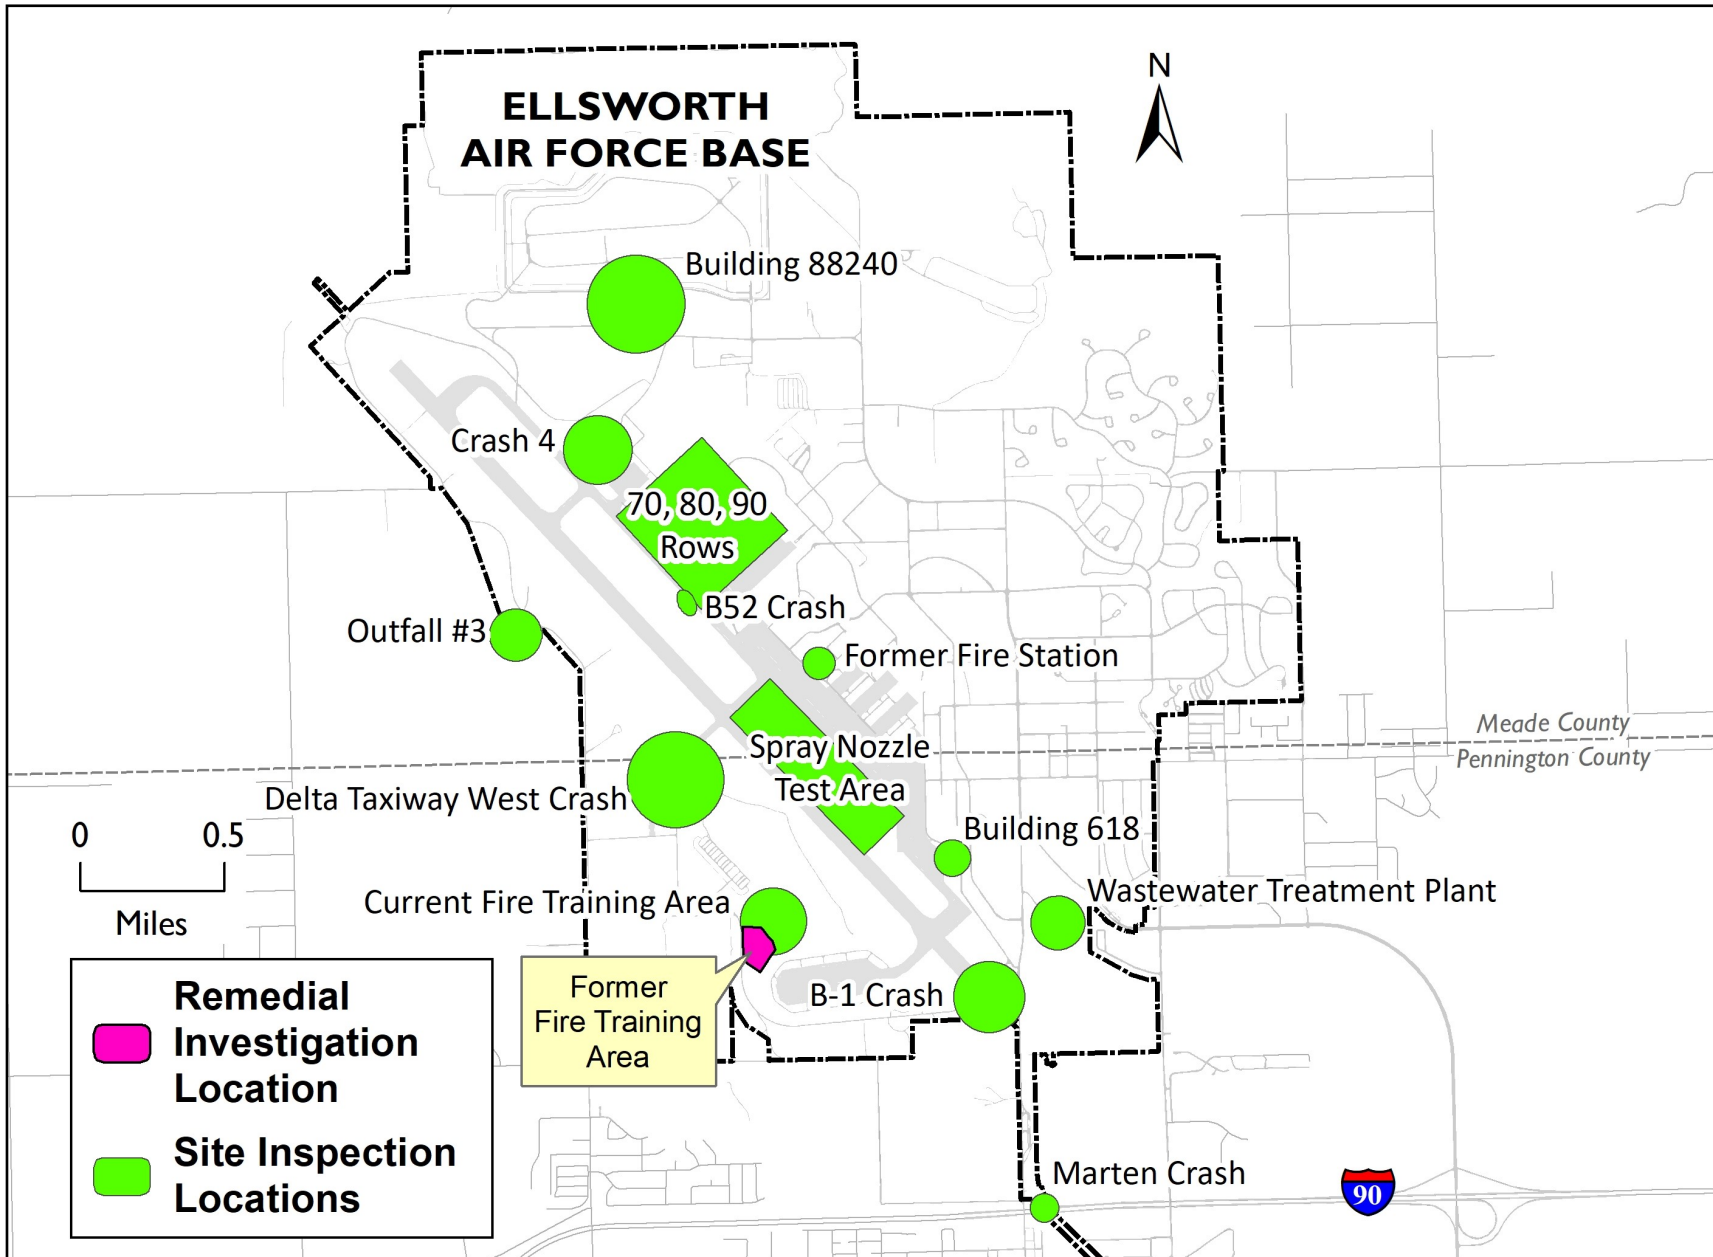 ELLSWORTH
AIR FORCE BASE
N
Building 88240
Crash 4
70, 80, 90
Rows
B52 Crash
Outfall #3
Former Fire Station
Meade County
Pennington County
Spray Nozzle
Test Area
Delta Taxiway West Crash
0 0.5
Miles
Building 618
Current Fire Training Area
Wastewater Treatment Plant
Former
Fire Training
Area
B-1 Crash
Remedial
Investigation
Location
Site Inspection
Locations
Marten Crash
90